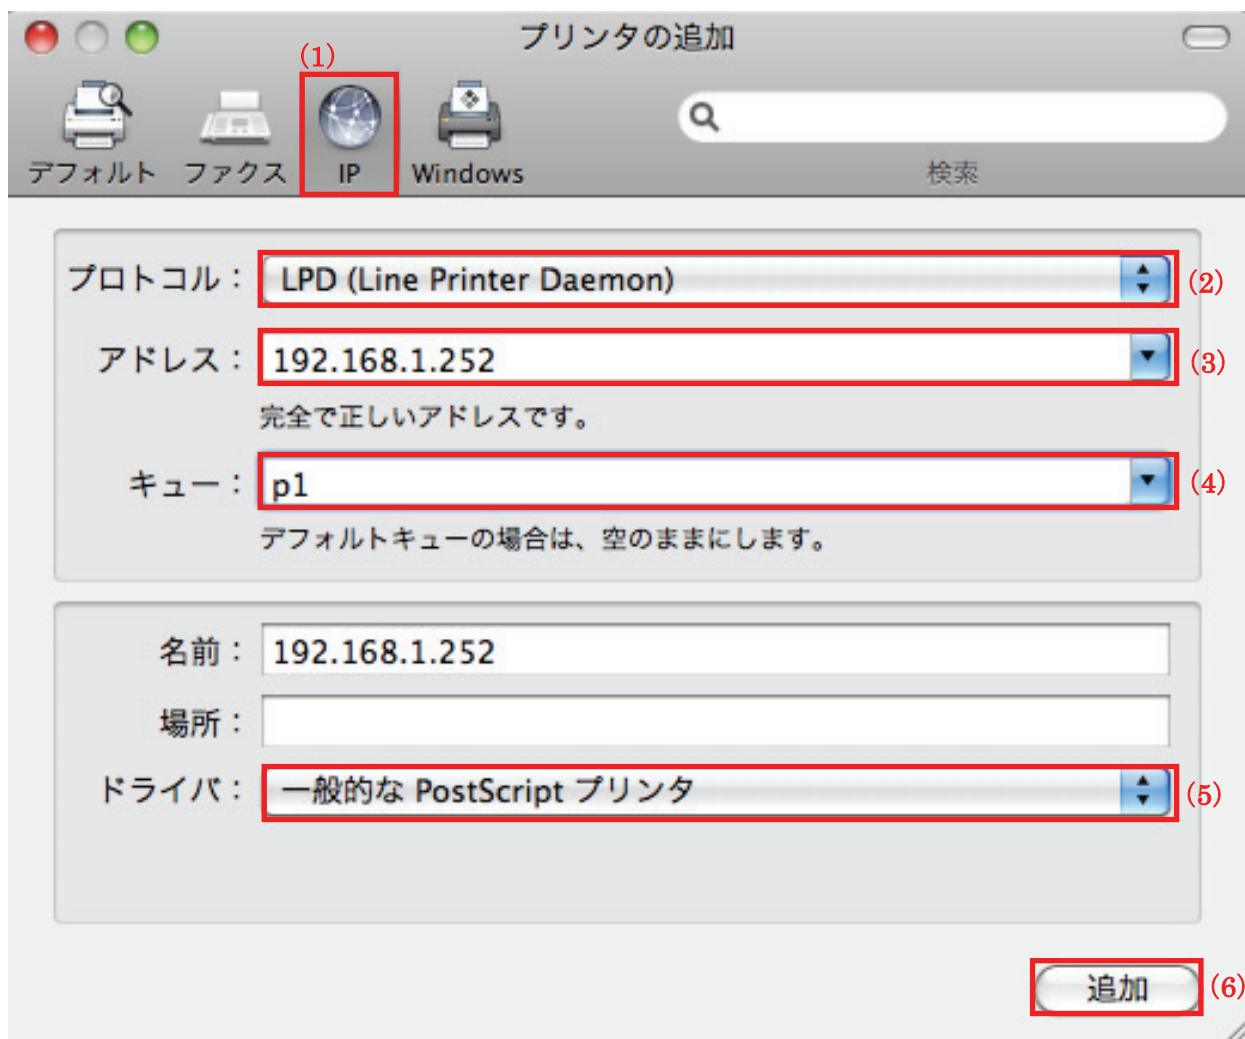 プリンタの追加
(1)
デフォルト ファクス IP Windows 検索
プロトコル： LPD (Line Printer Daemon) (2)
アドレス： 192.168.1.252 (3)
完全で正しいアドレスです。
キュー： p1 (4)
デフォルトキューの場合は、空のままにします。
名前： 192.168.1.252
場所：
ドライバ： 一般的な PostScript プリンタ (5)
追加 (6)